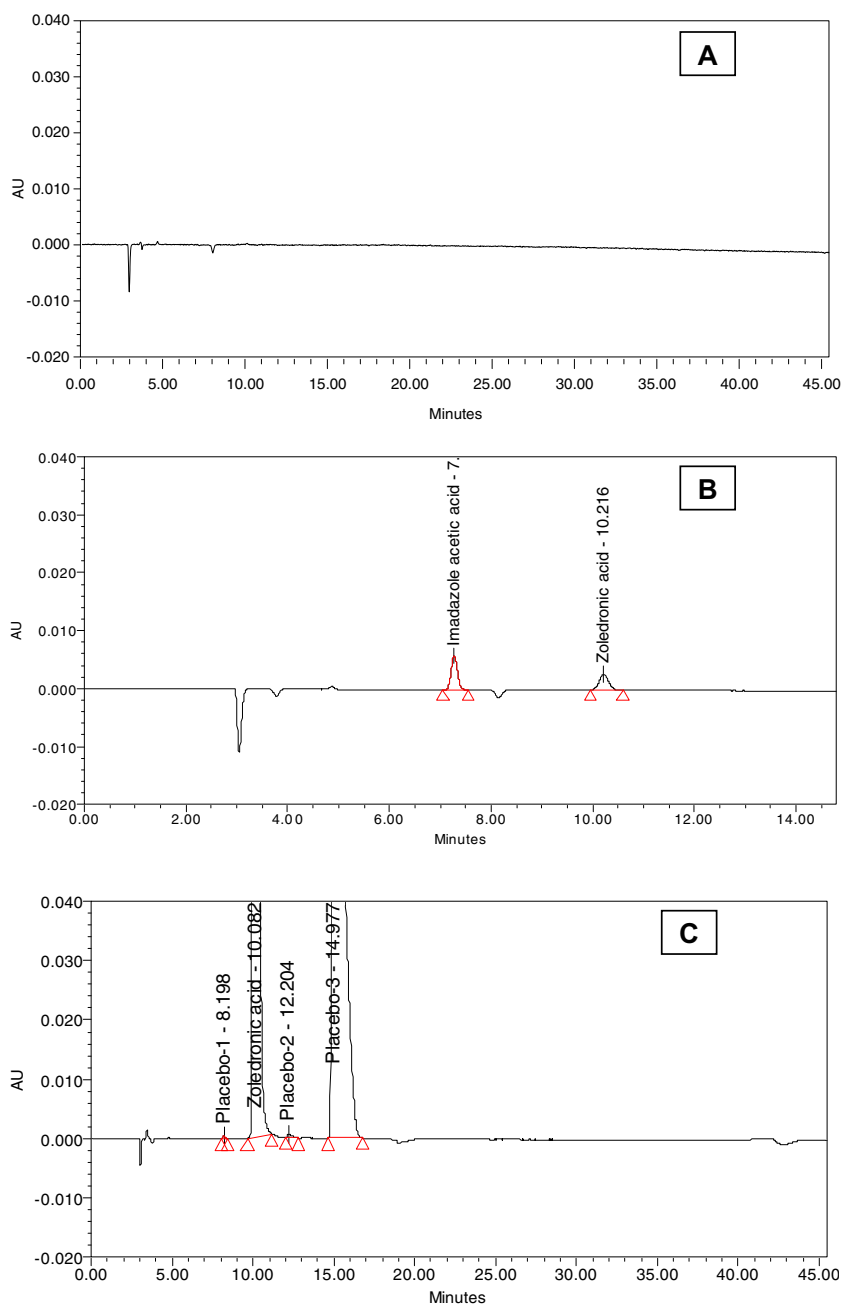 A
AU
0.040
0.030
0.020
0.010
0.000
-0.010
-0.020
0.00 5.00 10.00 15.00 20.00 25.00 30.00 35.00 40.00 45.00
Minutes
B
AU
0.040
0.030
0.020
0.010
0.000
-0.010
-0.020
Imadazole acetic acid - 7.
Zoledronic acid - 10.216
0.00 2.00 4.00 6.00 8.00 10.00 12.00 14.00
Minutes
C
AU
0.040
0.030
0.020
0.010
0.000
-0.010
-0.020
Placebo-1 - 8.198
Zoledronic acid - 10.082
Placebo-2 - 12.204
Placebo-3 - 14.977
0.00 5.00 10.00 15.00 20.00 25.00 30.00 35.00 40.00 45.00
Minutes